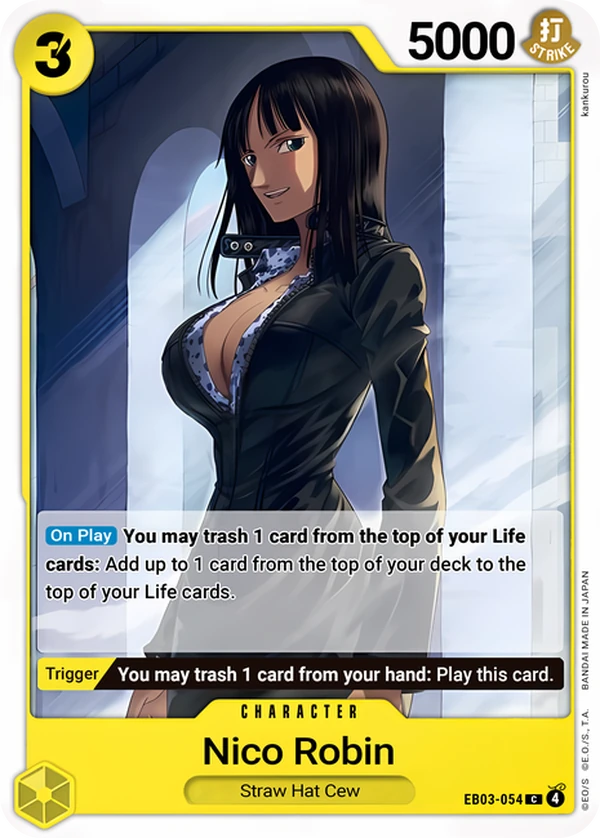 3
5000
打
STRIKE
kankurou
On Play You may trash 1 card from the top of your Life
cards: Add up to 1 card from the top of your deck to the
top of your Life cards.
Trigger You may trash 1 card from your hand: Play this card.
CHARACTER
Nico Robin
Straw Hat Cew
EB03-054 C 4
©EO/S ©E.O./S., T.A. BANDAI MADE IN JAPAN